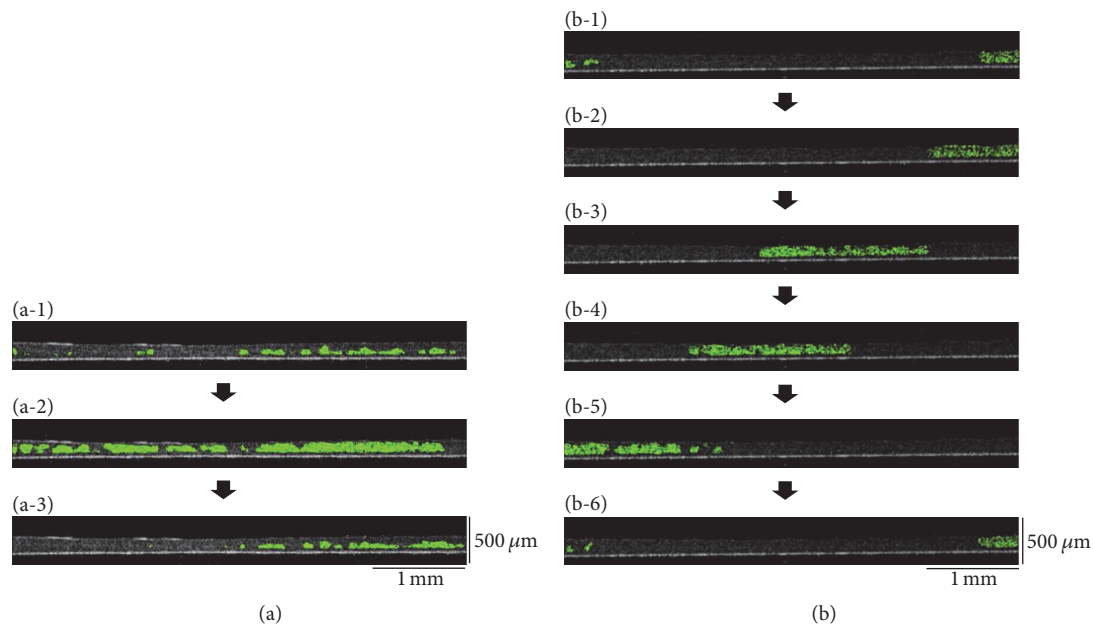 (a-1)
(a-2)
(a-3)
500 μm
1 mm
(a)
(b-1)
(b-2)
(b-3)
(b-4)
(b-5)
(b-6)
500 μm
1 mm
(b)